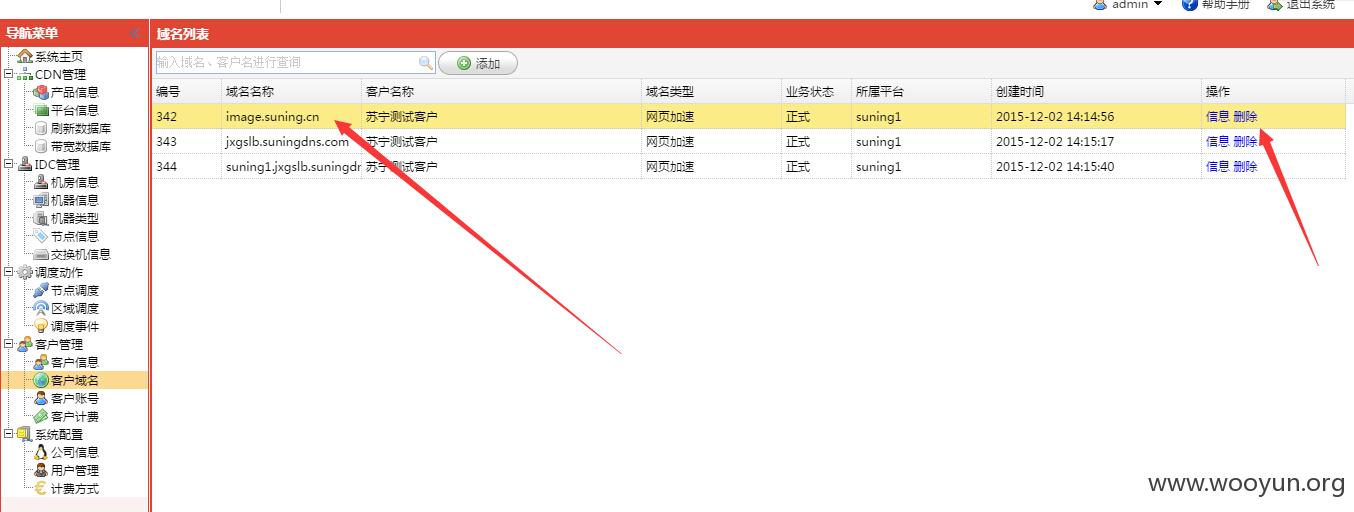 admin 帮助手册 退出系统
导航菜单
系统主页
CDN管理
产品信息
平台信息
刷新数据库
带宽数据库
IDC管理
机房信息
机器信息
机器类型
节点信息
交换机信息
调度动作
节点调度
区域调度
调度事件
客户管理
客户信息
客户域名
客户账号
客户计费
系统配置
公司信息
用户管理
计费方式
域名列表
输入域名、客户名进行查询 添加
编号 域名名称 客户名称 域名类型 业务状态 所属平台 创建时间 操作
342 image.suning.cn 苏宁测试客户 网页加速 正式 suning1 2015-12-02 14:14:56 信息 删除
343 jxgslb.suningdns.com 苏宁测试客户 网页加速 正式 suning1 2015-12-02 14:15:17 信息 删除
344 suning1.jxgslb.suningdn 苏宁测试客户 网页加速 正式 suning1 2015-12-02 14:15:40 信息 删除
www.wooyun.org